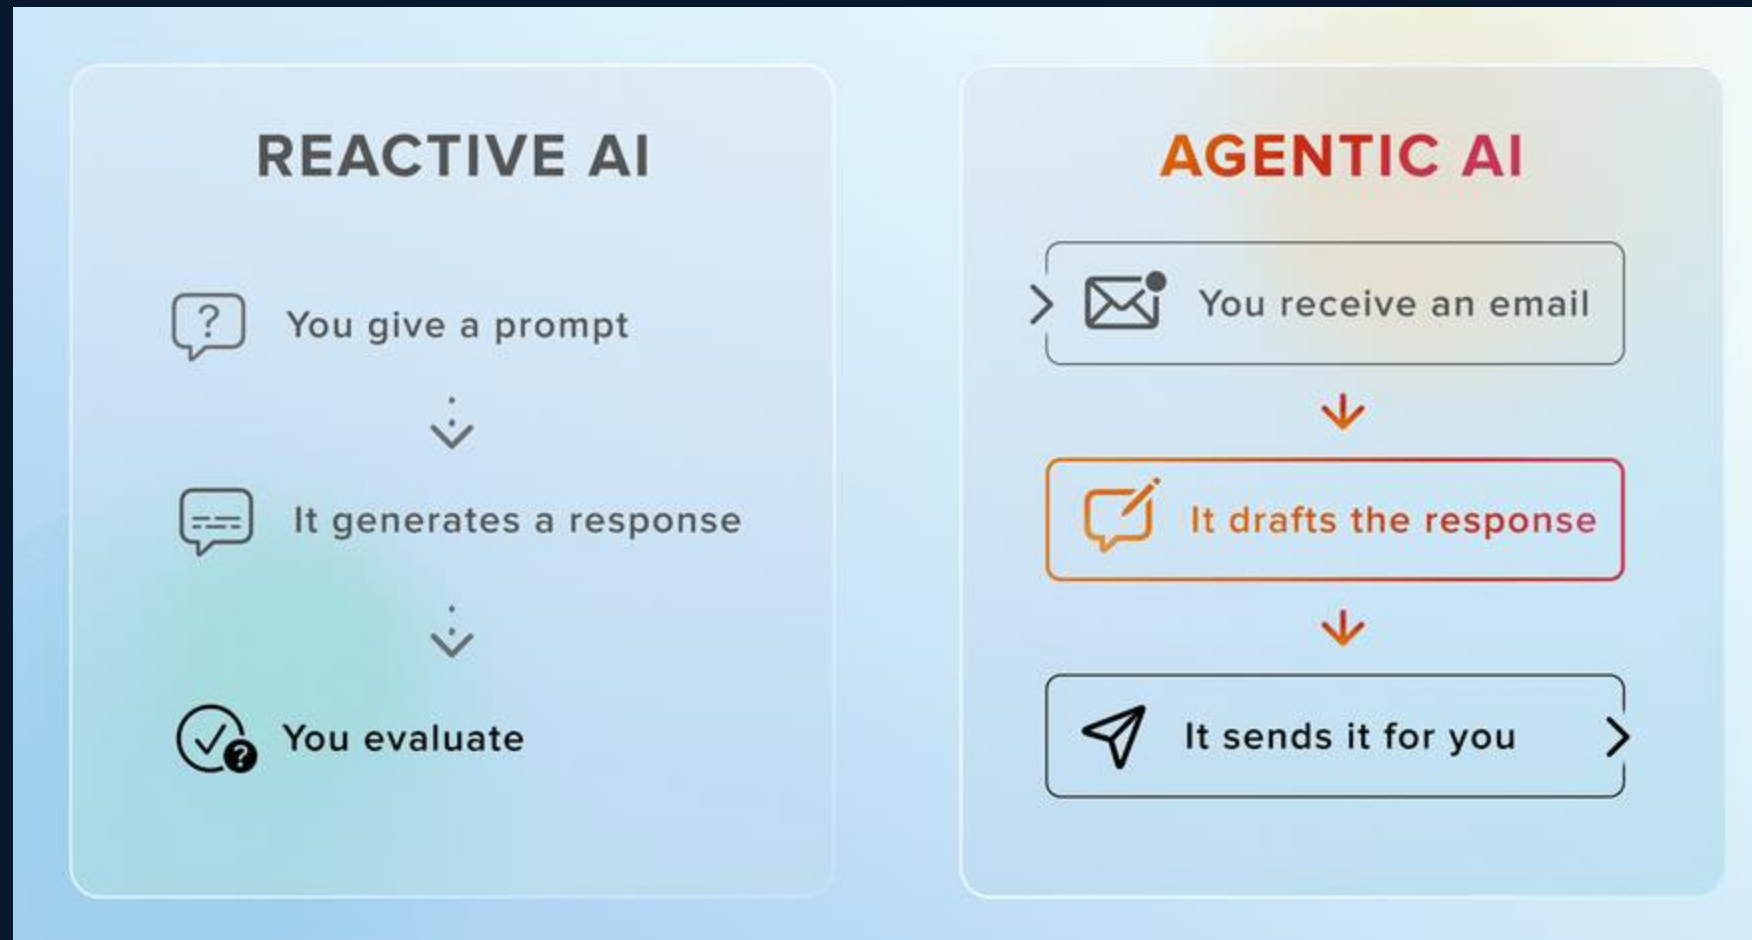 REACTIVE AI
?
You give a prompt
It generates a response
?
You evaluate
AGENTIC AI
You receive an email
It drafts the response
It sends it for you